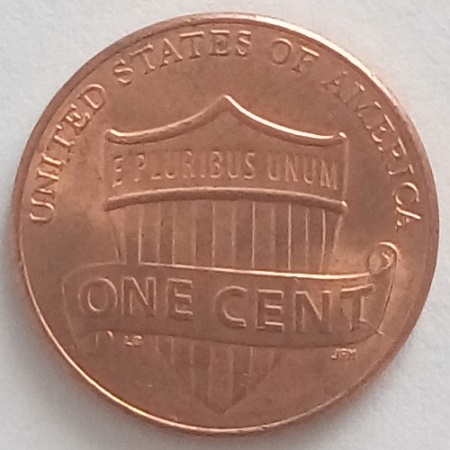 UNITED STATES OF AMERICA
E PLURIBUS UNUM
ONE CENT
LB
JFM